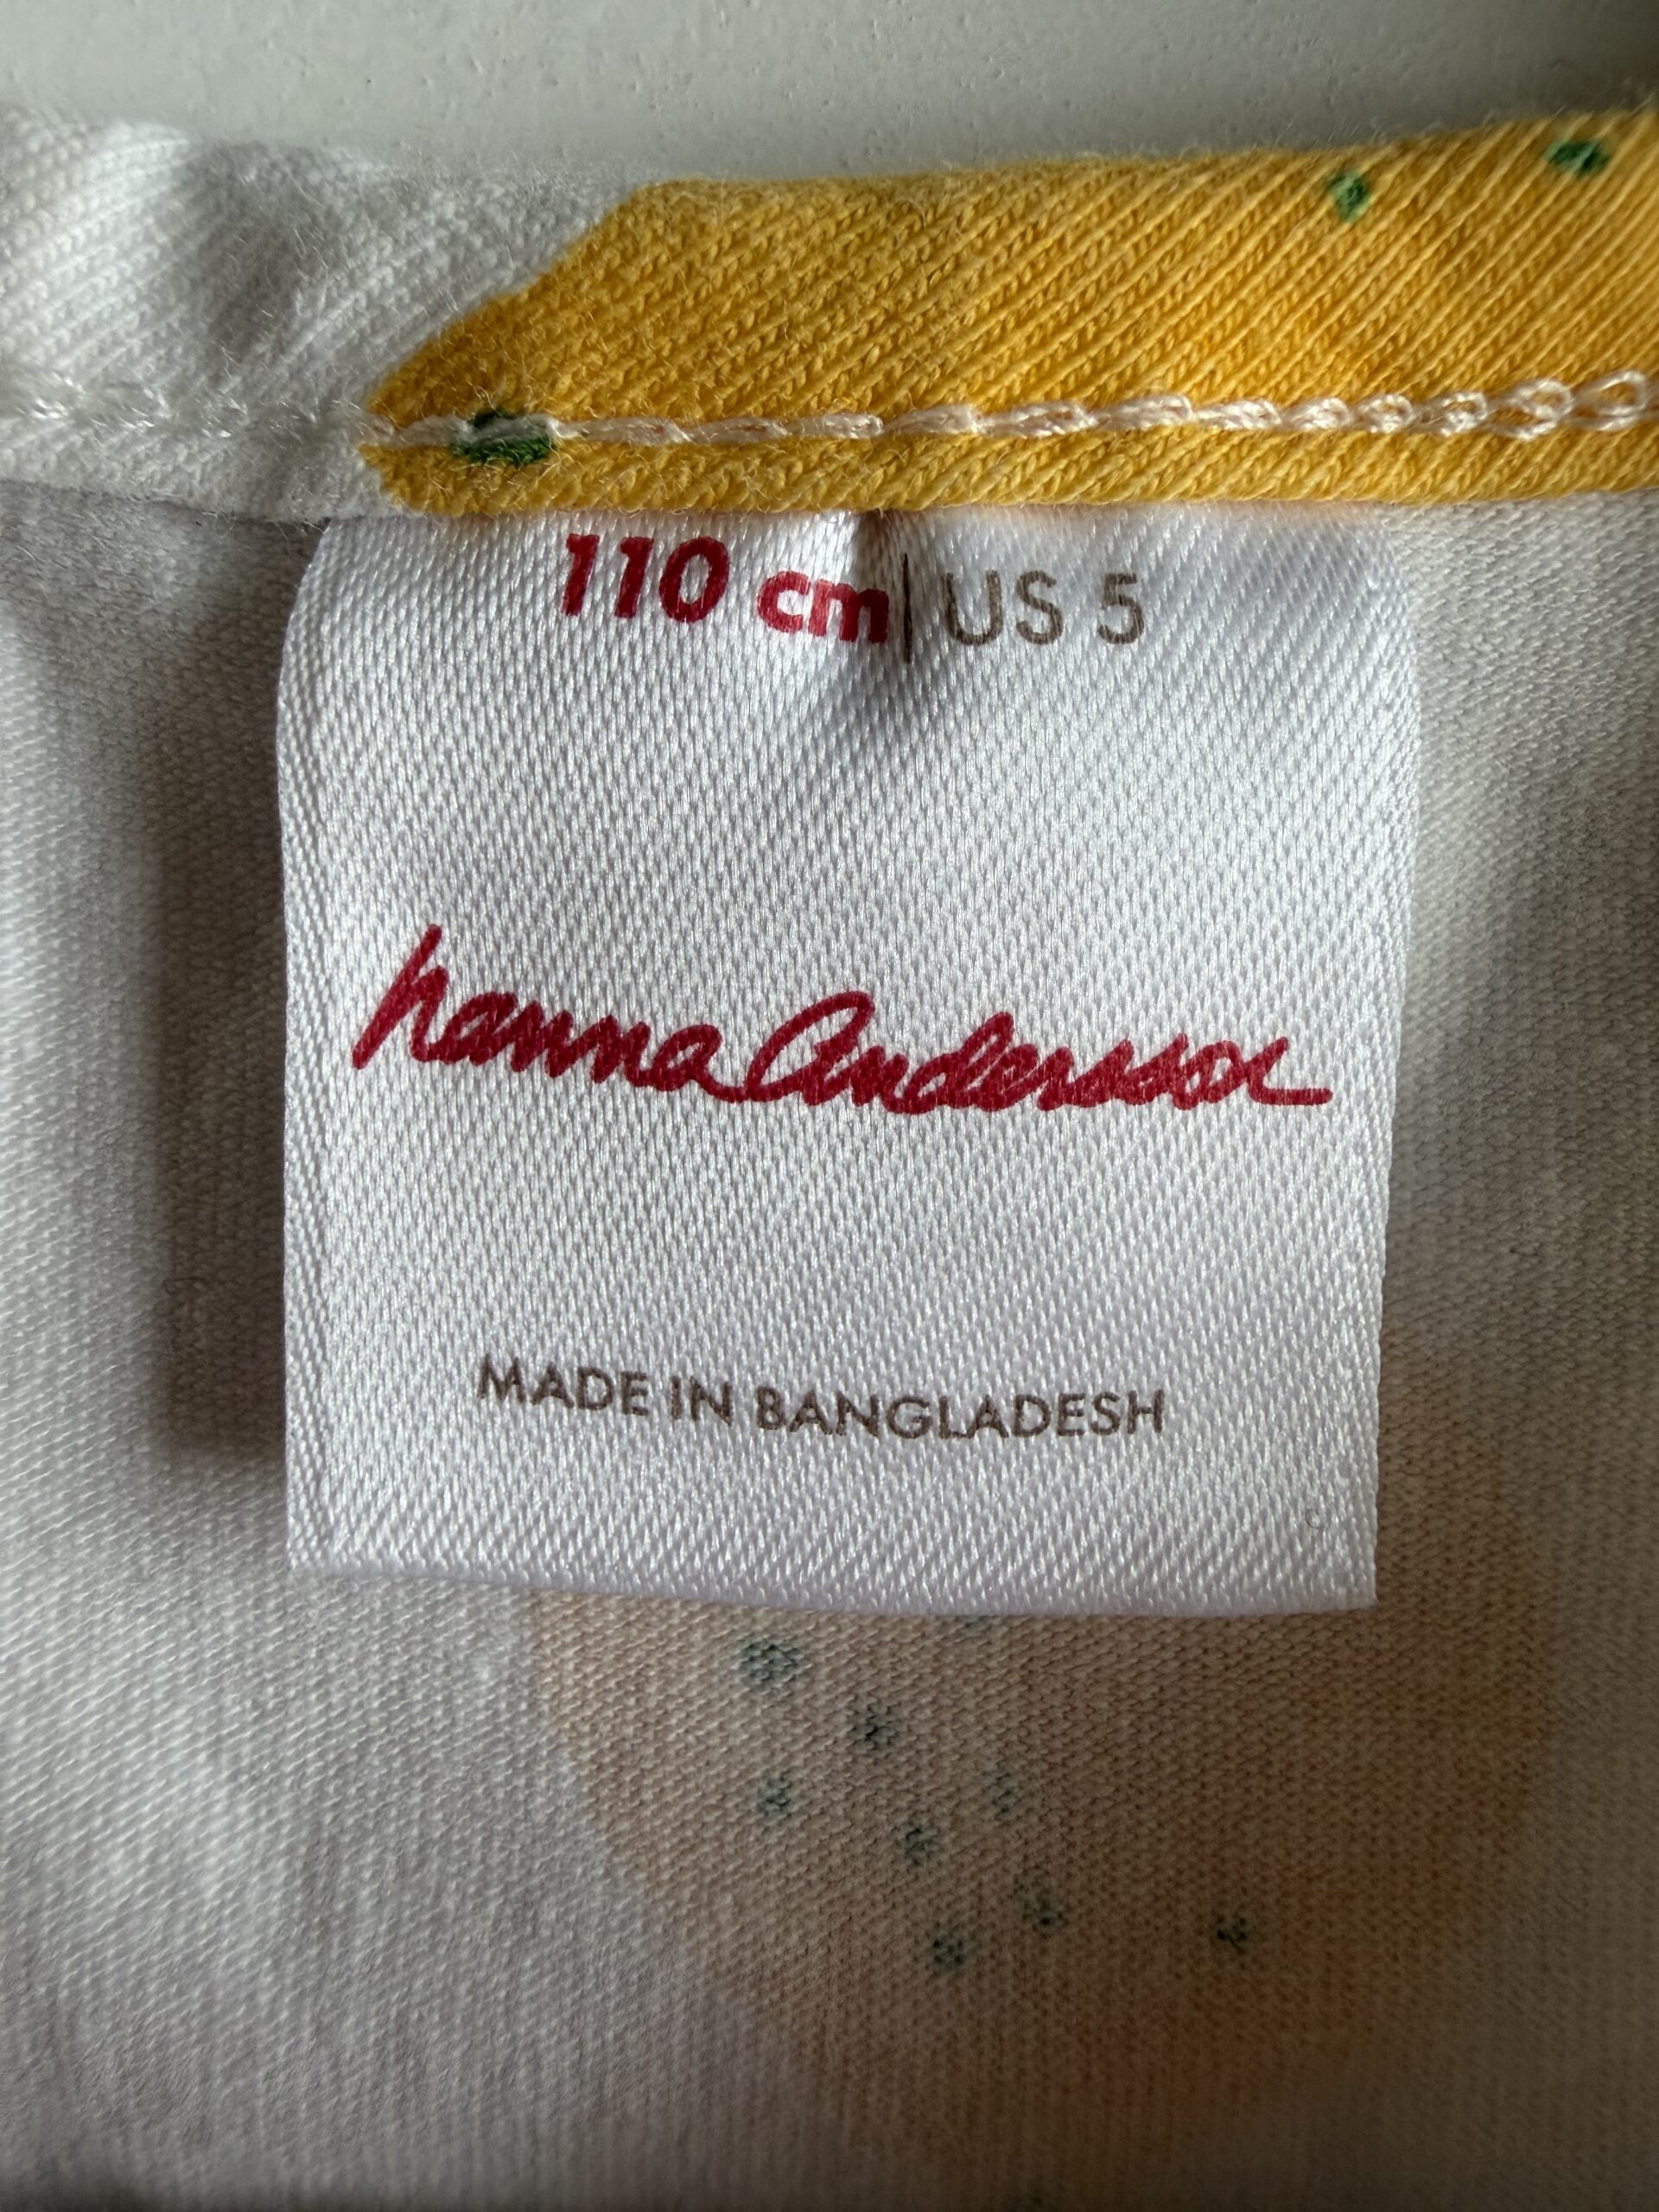 110 cm | US 5
hanna Andersson
MADE IN BANGLADESH